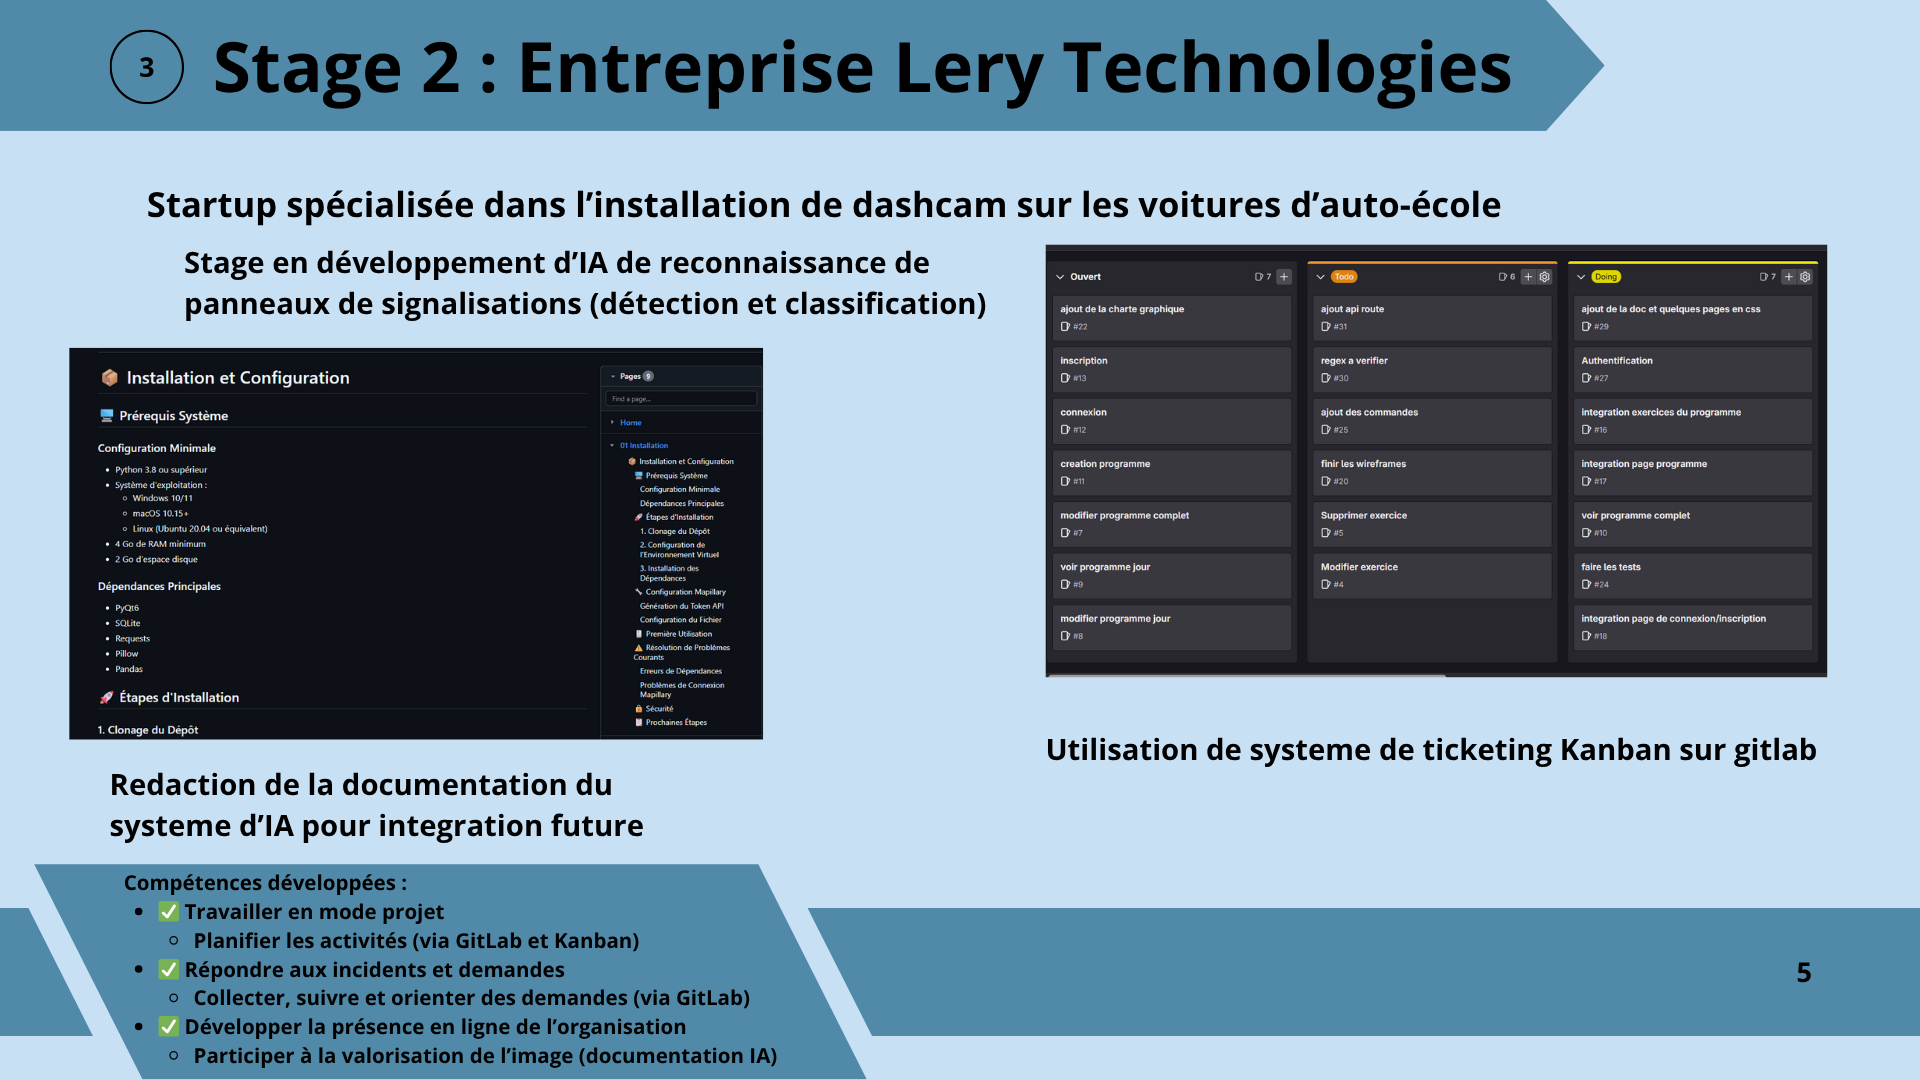 3
Stage 2 : Entreprise Lery Technologies
Startup spécialisée dans l’installation de dashcam sur les voitures d’auto-école
Stage en développement d’IA de reconnaissance de
panneaux de signalisations (détection et classification)
📦 Installation et Configuration
🖥️ Prérequis Système
Configuration Minimale
• Python 3.8 ou supérieur
• Système d'exploitation :
○ Windows 10/11
○ macOS 10.15+
○ Linux (Ubuntu 20.04 ou équivalent)
• 4 Go de RAM minimum
• 2 Go d'espace disque
Dépendances Principales
• PyQt6
• SQLite
• Requests
• Pillow
• Pandas
🚀 Étapes d'Installation
1. Clonage du Dépôt
Pages 9
Find a page...
Home
01 Installation
📦 Installation et Configuration
🖥️ Prérequis Système
Configuration Minimale
Dépendances Principales
🚀 Étapes d'Installation
1. Clonage du Dépôt
2. Configuration de
l'Environnement Virtuel
3. Installation des
Dépendances
🔧 Configuration Mapillary
Génération du Token API
Configuration du Fichier
Première Utilisation
⚠️ Résolution de Problèmes
Courants
Erreurs de Dépendances
Problèmes de Connexion
Mapillary
🔒 Sécurité
Prochaines Étapes
Ouvert 7 +
ajout de la charte graphique
#22
inscription
#13
connexion
#12
creation programme
#11
modifier programme complet
#7
voir programme jour
#9
modifier programme jour
#8
Todo 6 +
ajout api route
#31
regex a verifier
#30
ajout des commandes
#25
finir les wireframes
#20
Supprimer exercice
#5
Modifier exercice
#4
Doing 7 +
ajout de la doc et quelques pages en css
#29
Authentification
#27
integration exercices du programme
#16
integration page programme
#17
voir programme complet
#10
faire les tests
#24
integration page de connexion/inscription
#18
Utilisation de systeme de ticketing Kanban sur gitlab
Redaction de la documentation du
systeme d’IA pour integration future
Compétences développées :
• ✅ Travailler en mode projet
○ Planifier les activités (via GitLab et Kanban)
• ✅ Répondre aux incidents et demandes
○ Collecter, suivre et orienter des demandes (via GitLab)
• ✅ Développer la présence en ligne de l’organisation
○ Participer à la valorisation de l’image (documentation IA)
5